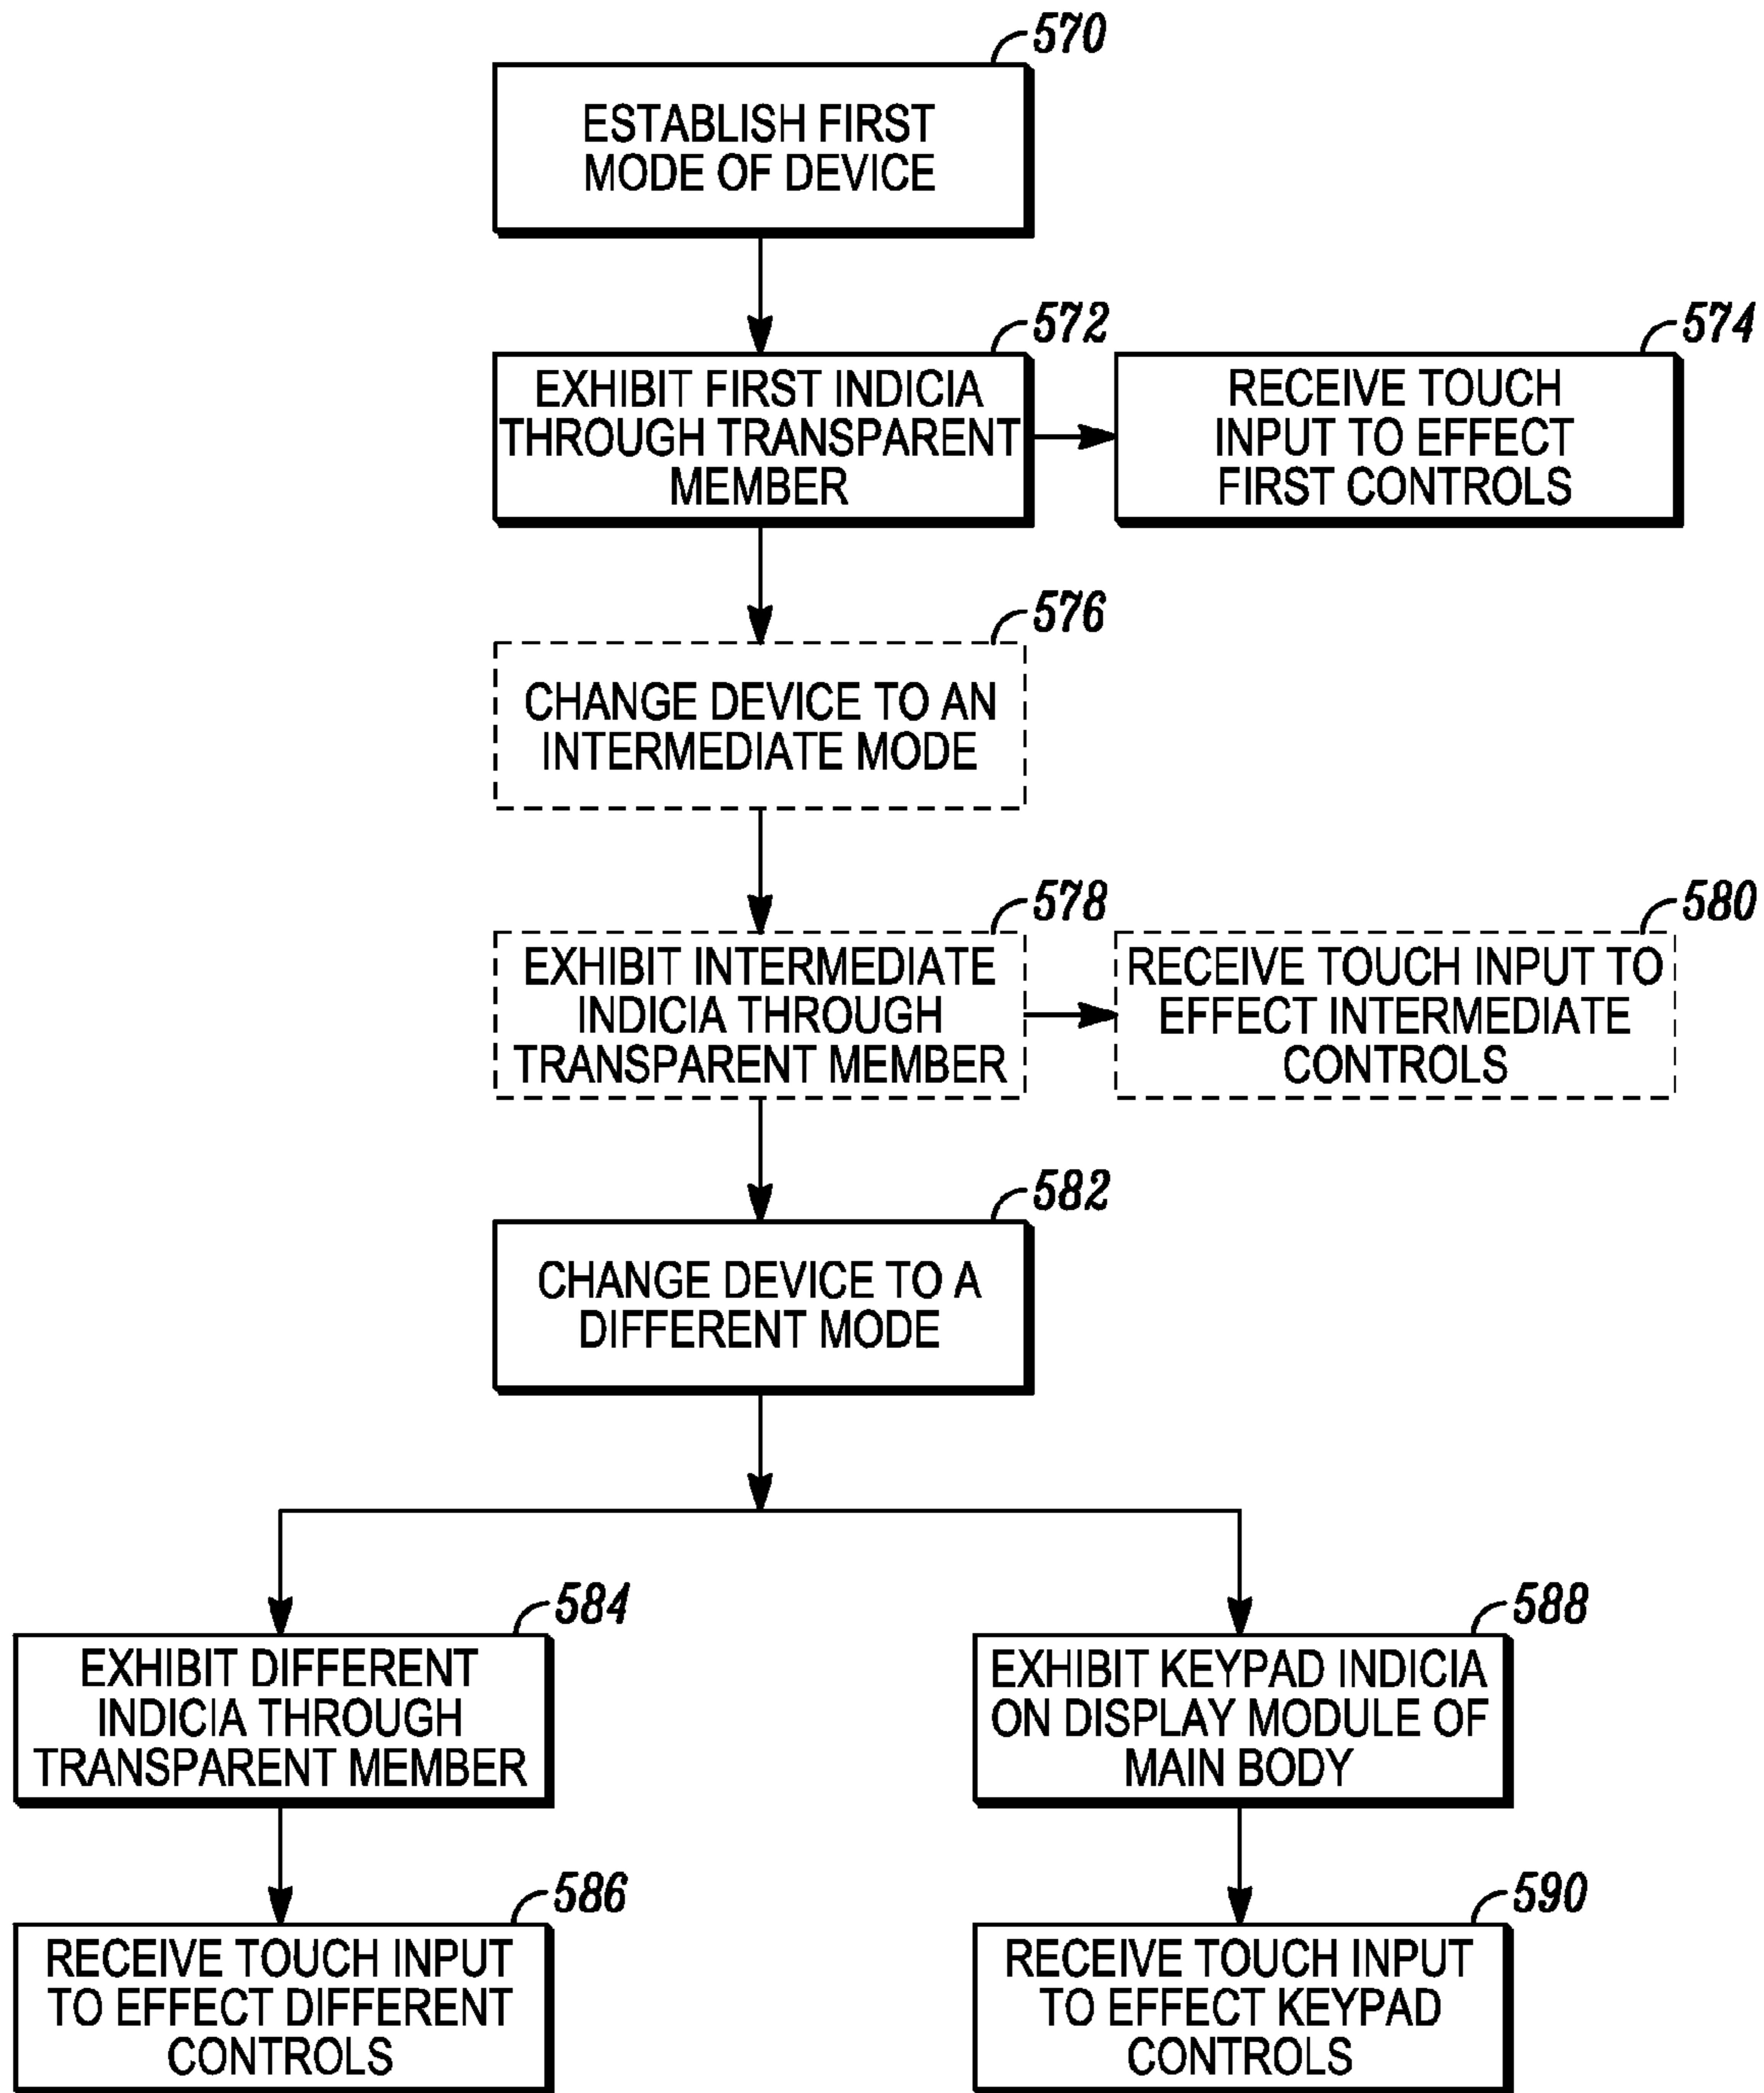 570
ESTABLISH FIRST
MODE OF DEVICE
572
EXHIBIT FIRST INDICIA
THROUGH TRANSPARENT
MEMBER
574
RECEIVE TOUCH
INPUT TO EFFECT
FIRST CONTROLS
576
CHANGE DEVICE TO AN
INTERMEDIATE MODE
578
EXHIBIT INTERMEDIATE
INDICIA THROUGH
TRANSPARENT MEMBER
580
RECEIVE TOUCH INPUT TO
EFFECT INTERMEDIATE
CONTROLS
582
CHANGE DEVICE TO A
DIFFERENT MODE
584
EXHIBIT DIFFERENT
INDICIA THROUGH
TRANSPARENT MEMBER
586
RECEIVE TOUCH INPUT
TO EFFECT DIFFERENT
CONTROLS
588
EXHIBIT KEYPAD INDICIA
ON DISPLAY MODULE OF
MAIN BODY
590
RECEIVE TOUCH INPUT
TO EFFECT KEYPAD
CONTROLS